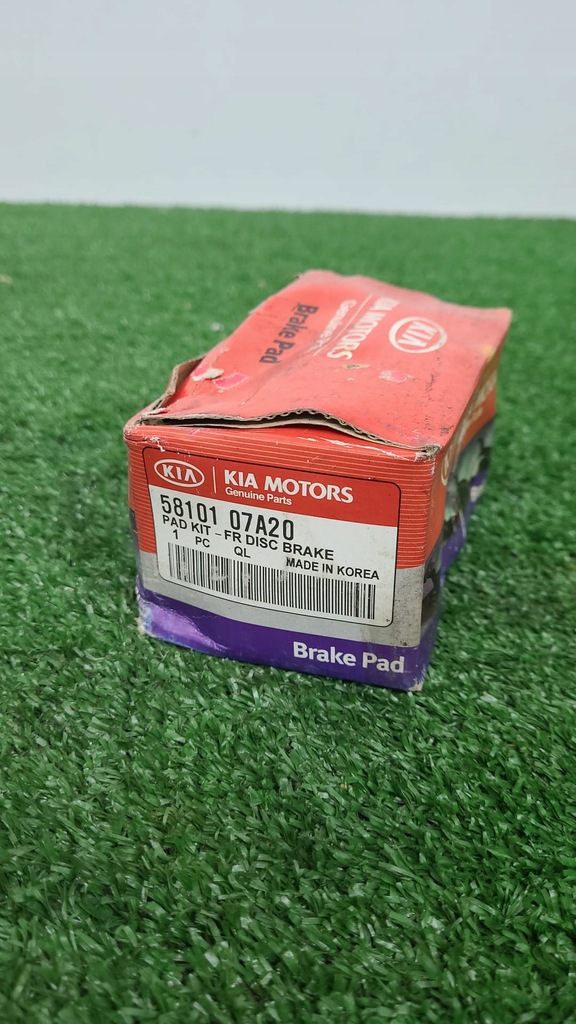 KIA
KIA MOTORS
Genuine P
Brake Pad
KIA
KIA MOTORS
Genuine Parts
58101 07A20
PAD KIT - FR DISC BRAKE
1 PC QL MADE IN KOREA
Brake Pad